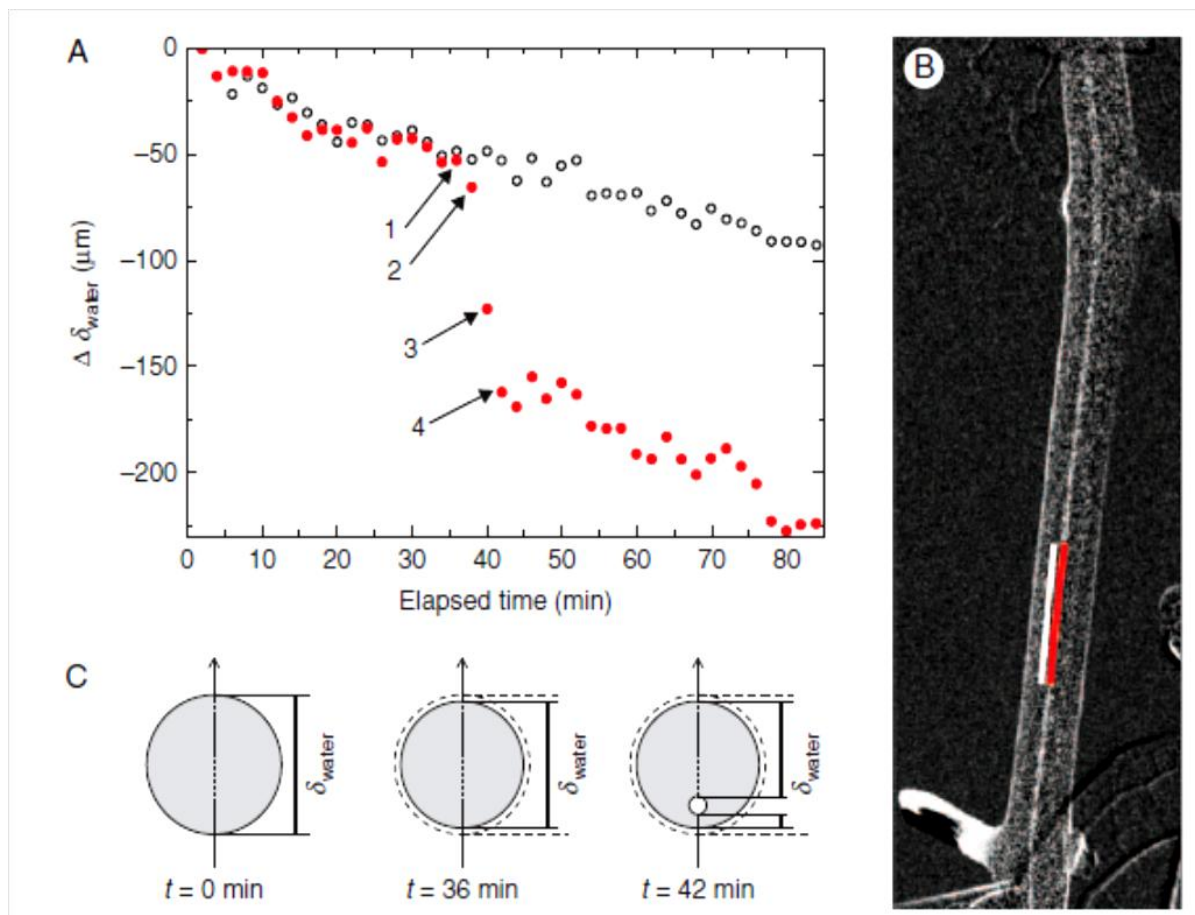 A
B
0
−50
−100
−150
−200
Δ δwater (μm)
1
2
3
4
0 10 20 30 40 50 60 70 80
Elapsed time (min)
C
δwater δwater δwater
t = 0 min t = 36 min t = 42 min